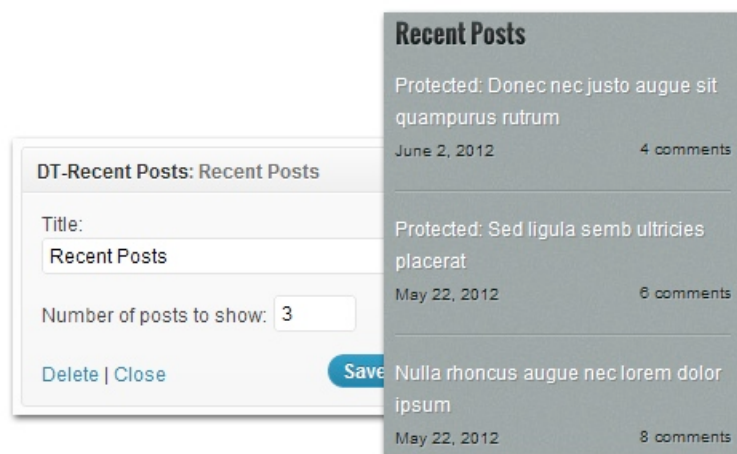 DT-Recent Posts: Recent Posts
Title:
Recent Posts
Number of posts to show: 3
Delete | Close
Save
Recent Posts
Protected: Donec nec justo augue sit
quampurus rutrum
June 2, 2012 4 comments
Protected: Sed ligula semb ultricies
placerat
May 22, 2012 6 comments
Nulla rhoncus augue nec lorem dolor
ipsum
May 22, 2012 8 comments